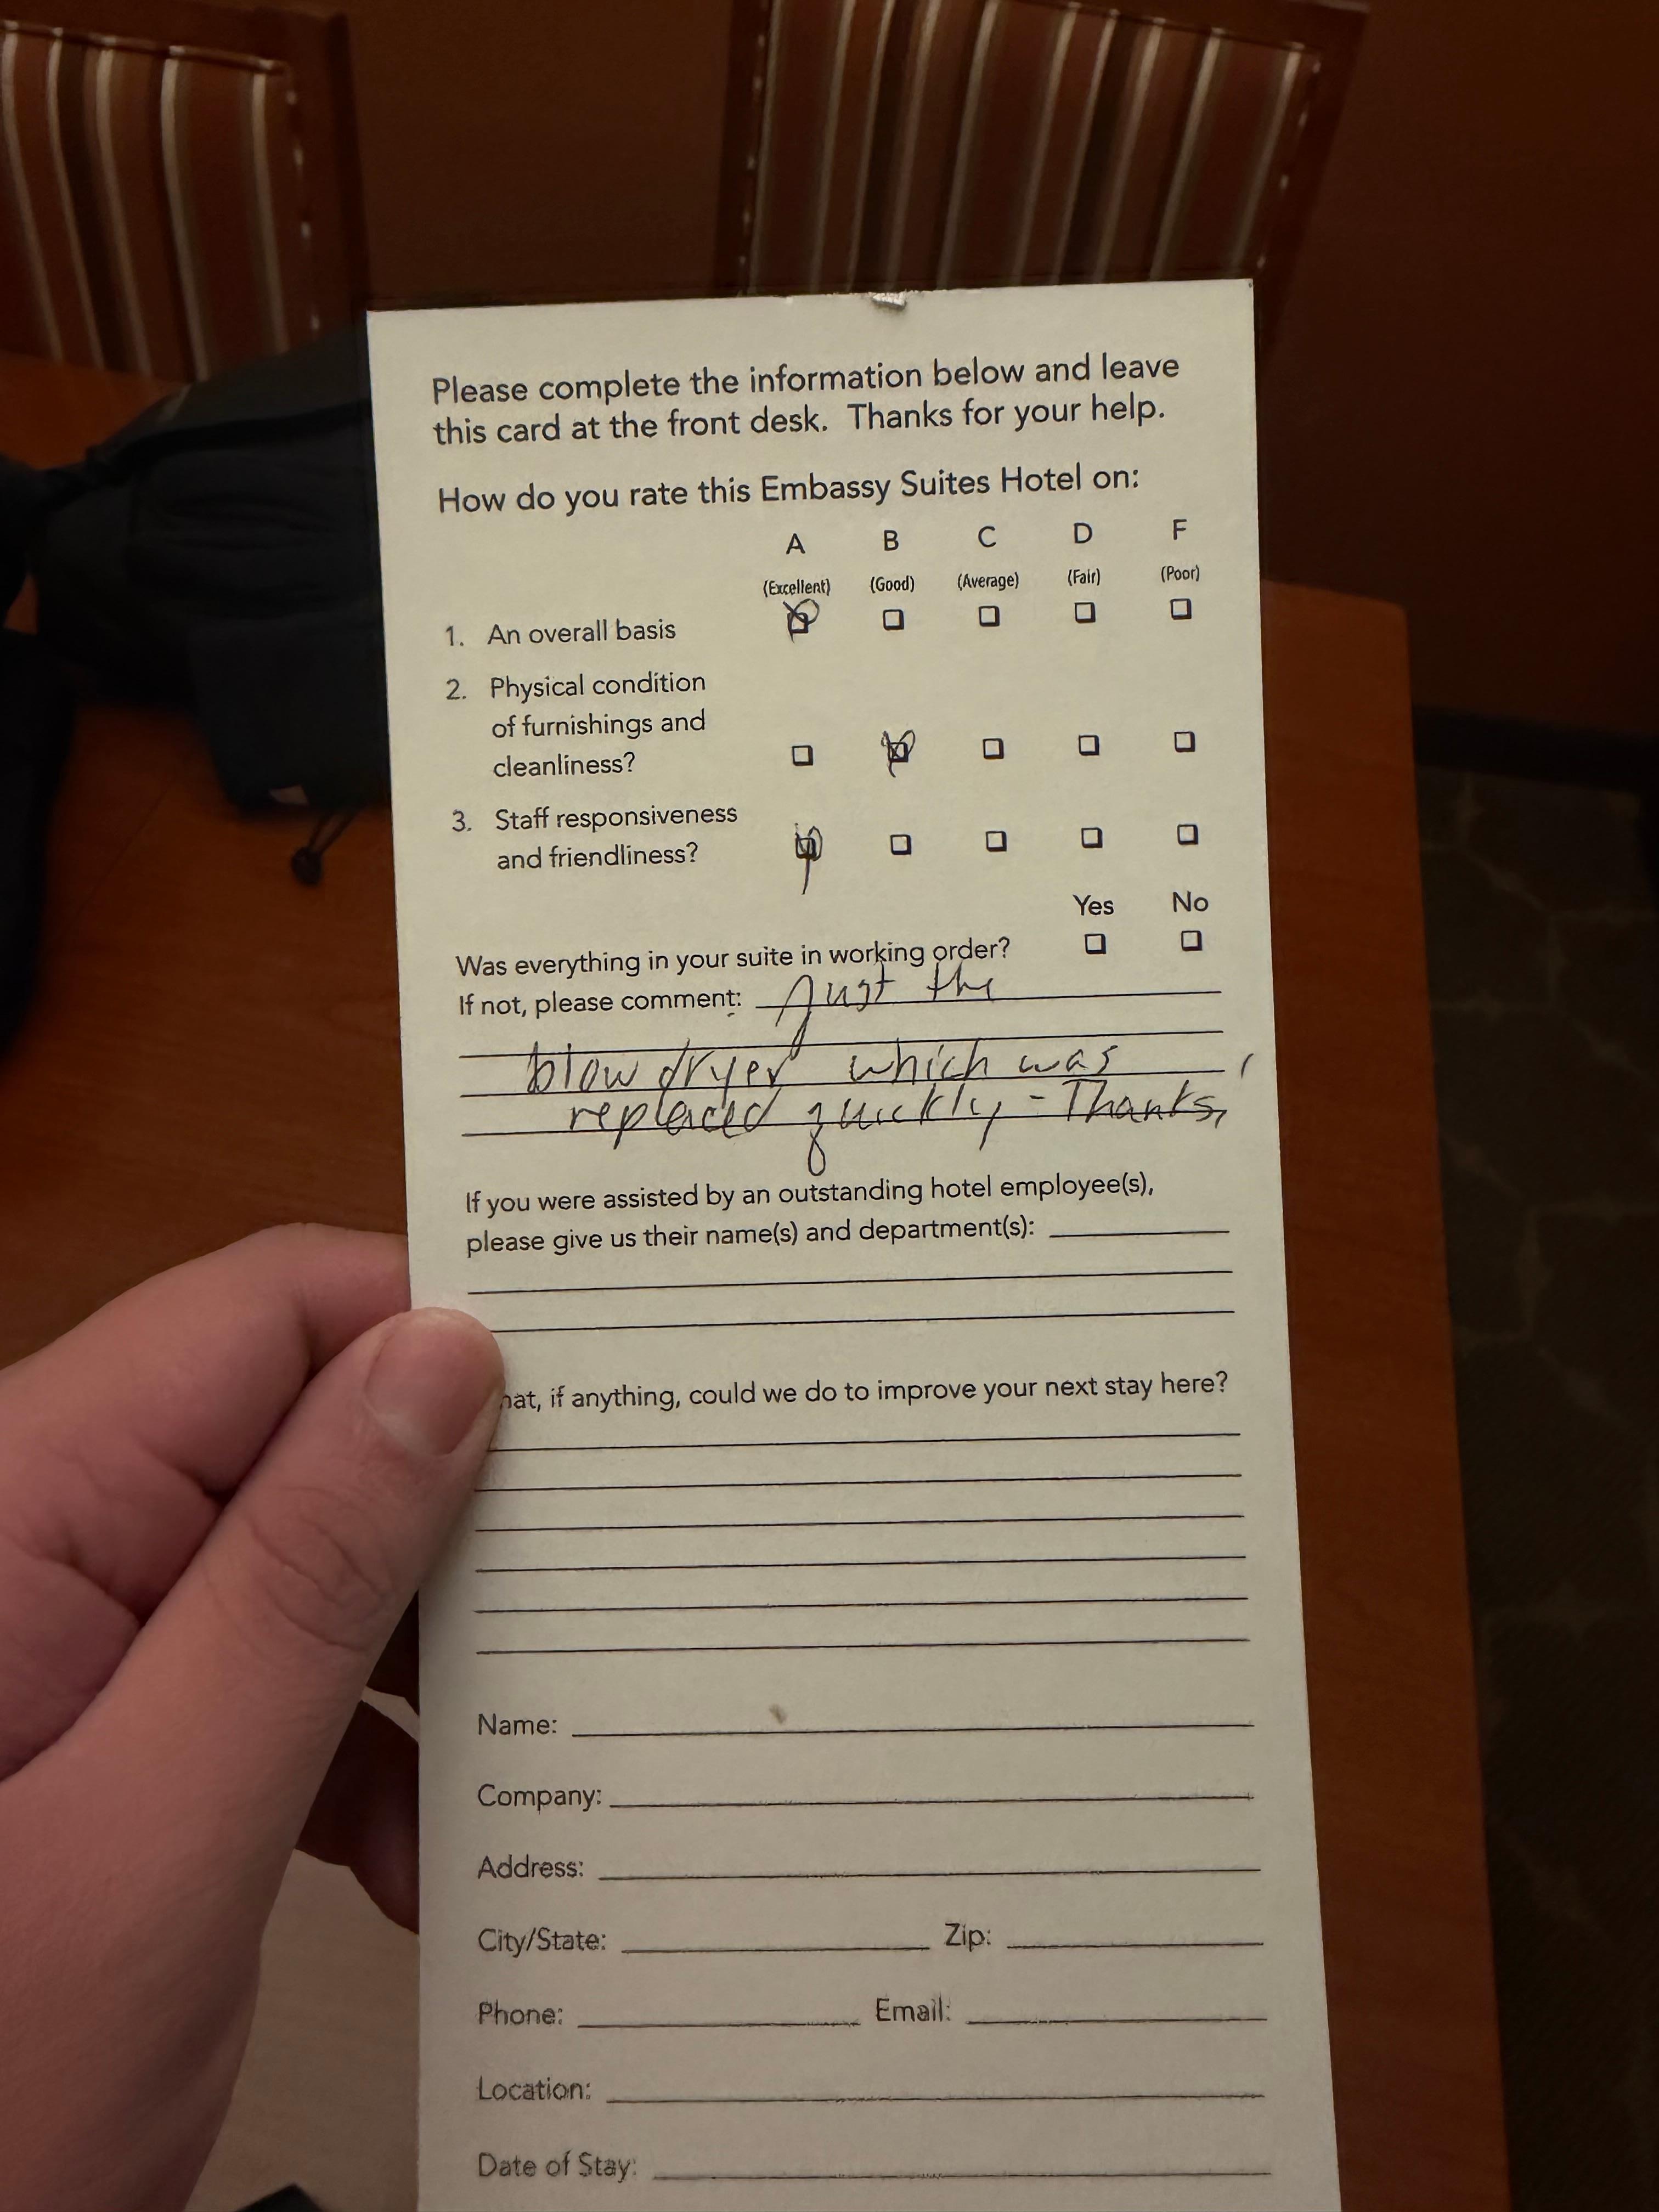 Please complete the information below and leave
this card at the front desk. Thanks for your help.
How do you rate this Embassy Suites Hotel on:
A B C D F
(Excellent) (Good) (Average) (Fair) (Poor)
1. An overall basis
2. Physical condition
of furnishings and
cleanliness?
3. Staff responsiveness
and friendliness?
Yes No
Was everything in your suite in working order?
If not, please comment: Just the
blow dryer which was
replaced quickly - Thanks,
If you were assisted by an outstanding hotel employee(s),
please give us their name(s) and department(s):
hat, if anything, could we do to improve your next stay here?
Name:
Company:
Address:
City/State: Zip:
Phone: Email:
Location:
Date of Stay: